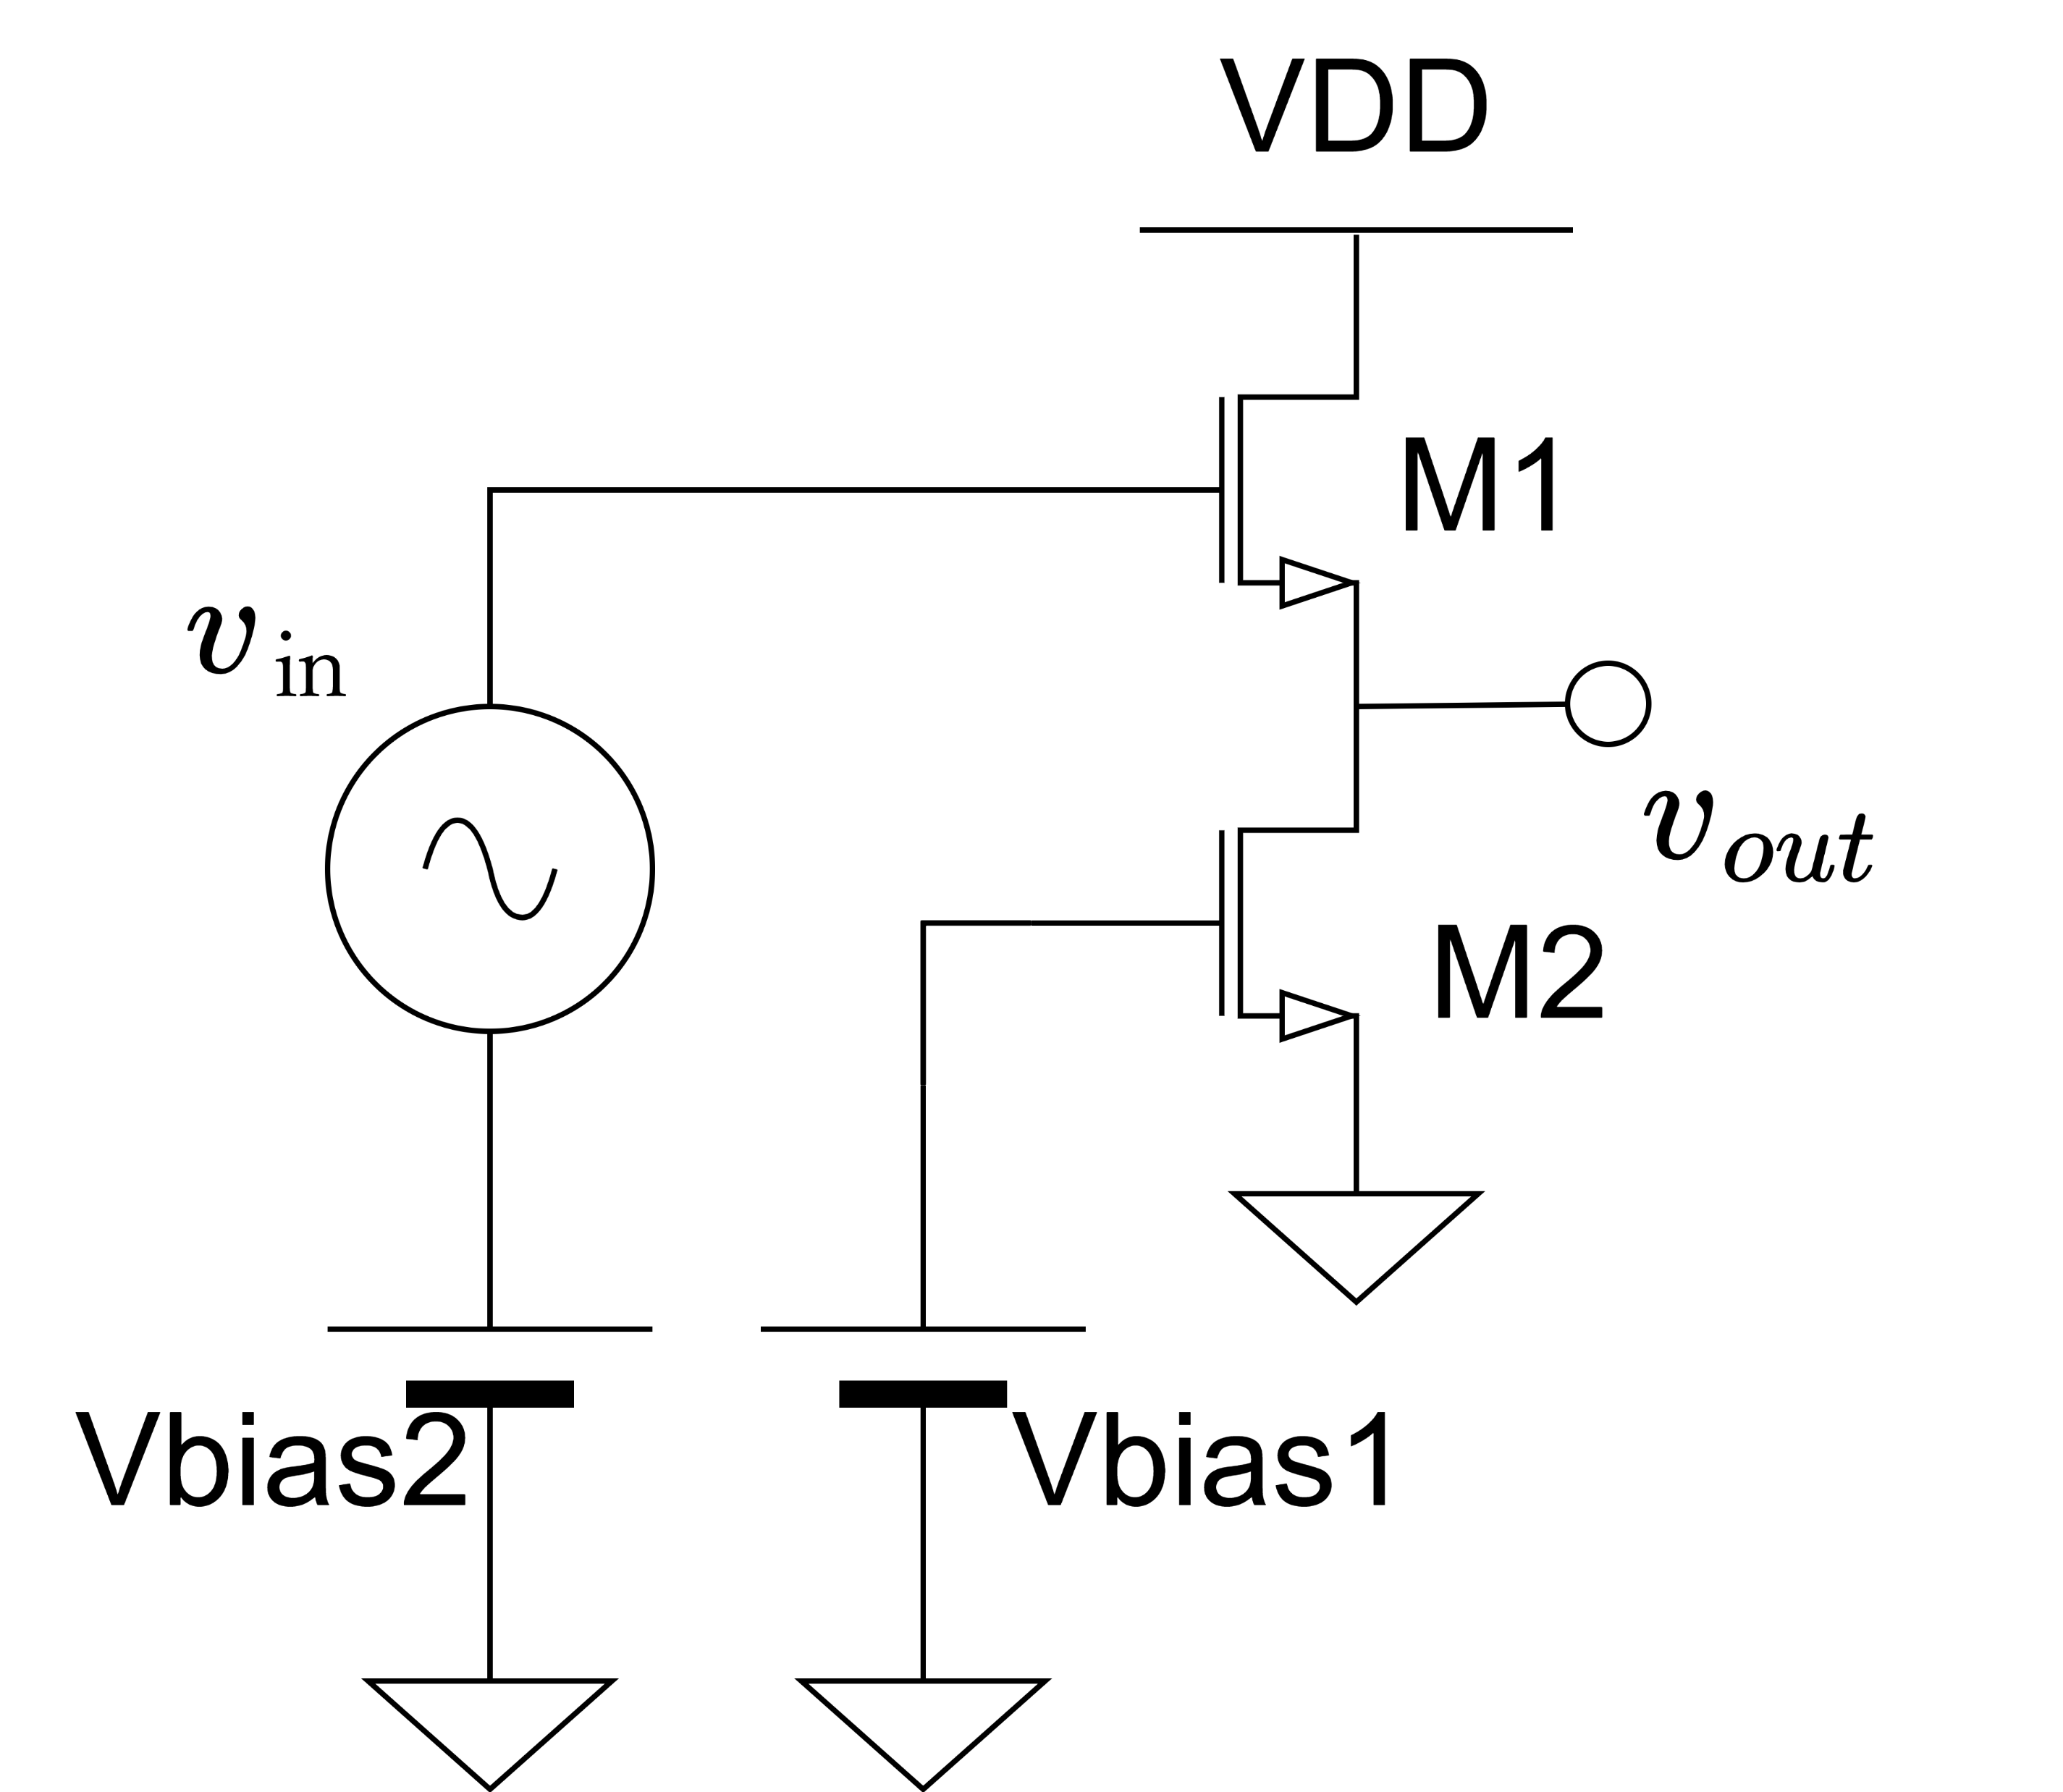 VDD
M1
v in
v out
M2
Vbias2
Vbias1